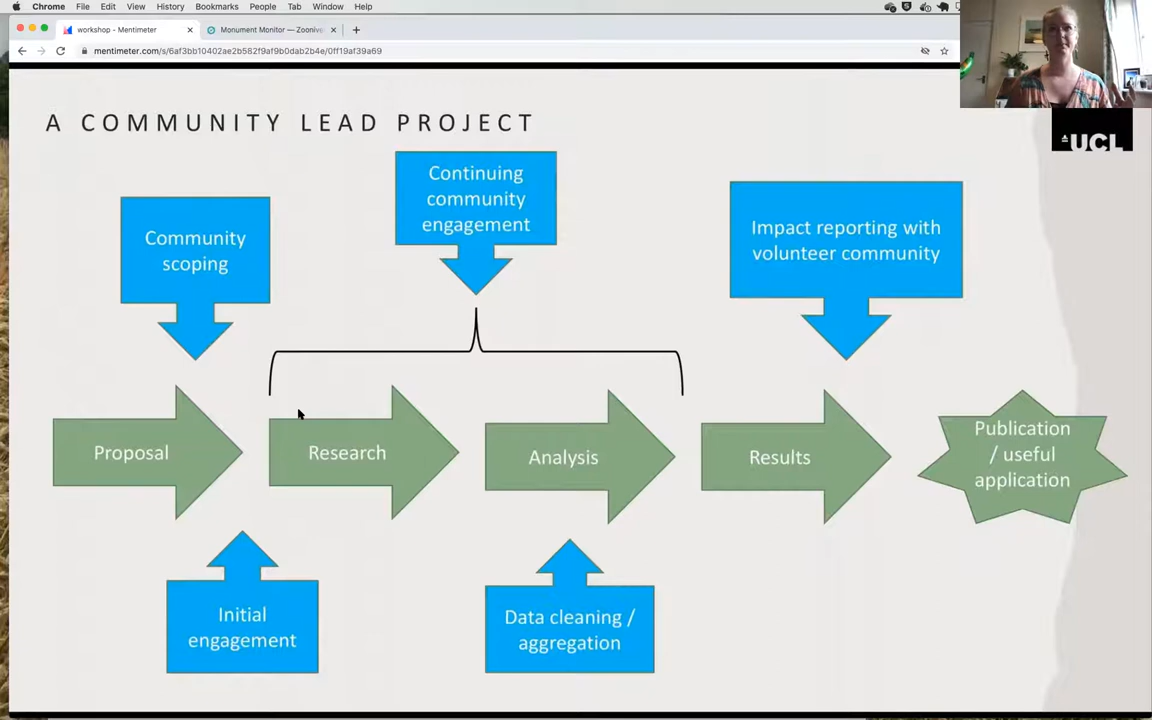 Chrome File Edit View History Bookmarks People Tab Window Help
workshop - Mentimeter
Monument Monitor — Zoonive
mentimeter.com/s/6af3bb10402ae2b582f9af9b0dab2b4e/0ff19af39a69
A COMMUNITY LEAD PROJECT
UCL
Continuing
community
engagement
Community
scoping
Impact reporting with
volunteer community
Proposal
Research
Analysis
Results
Publication
/ useful
application
Initial
engagement
Data cleaning /
aggregation